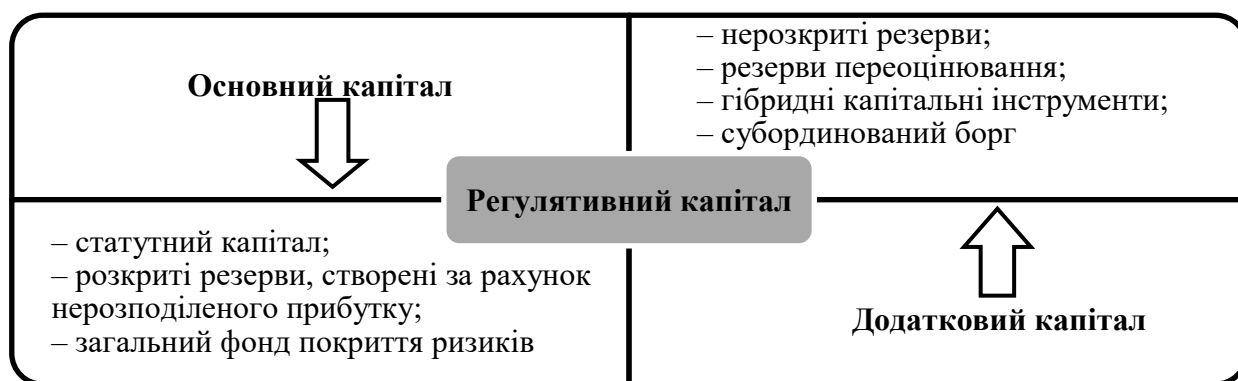 Основний капітал
– нерозкриті резерви;
– резерви переоцінювання;
– гібридні капітальні інструменти;
– субординований борг
Регулятивний капітал
– статутний капітал;
– розкриті резерви, створені за рахунок
нерозподіленого прибутку;
– загальний фонд покриття ризиків
Додатковий капітал